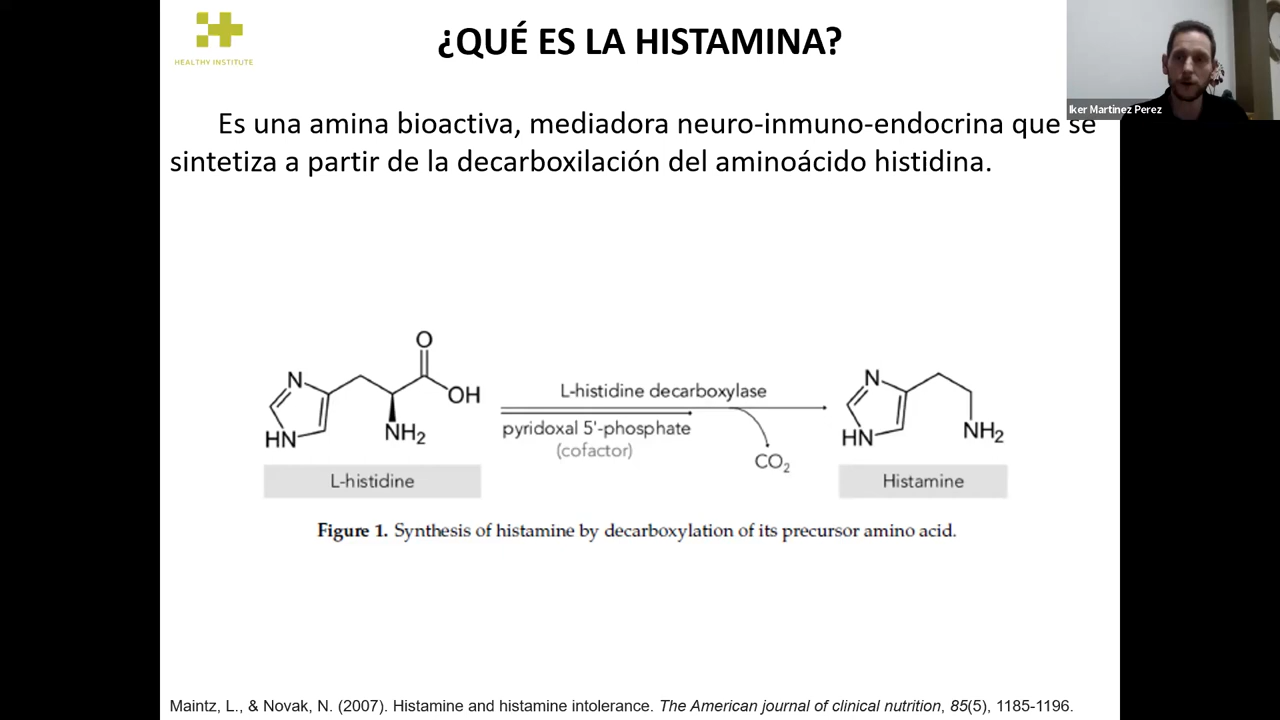 HEALTHY INSTITUTE
¿QUÉ ES LA HISTAMINA?
Iker Martinez Perez
Es una amina bioactiva, mediadora neuro-inmuno-endocrina que se
sintetiza a partir de la decarboxilación del aminoácido histidina.
O
OH
N
HN
NH2
L-histidine
L-histidine decarboxylase
pyridoxal 5'-phosphate
(cofactor)
CO2
N
HN
NH2
Histamine
Figure 1. Synthesis of histamine by decarboxylation of its precursor amino acid.
Maintz, L., & Novak, N. (2007). Histamine and histamine intolerance. The American journal of clinical nutrition, 85(5), 1185-1196.